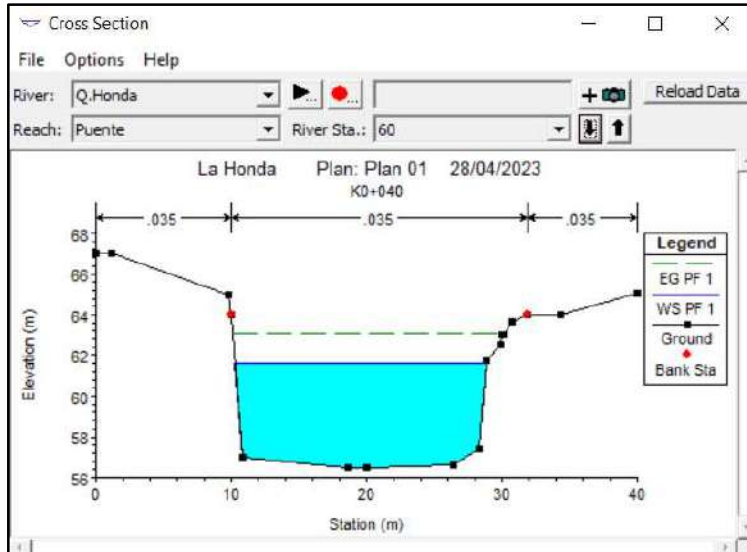 Cross Section
File Options Help
River: Q.Honda Reload Data
Reach: Puente River Sta.: 60
La Honda Plan: Plan 01 28/04/2023
K0+040
.035 .035 .035
Legend
EG PF 1
WS PF 1
Ground
Bank Sta
Elevation (m)
68
66
64
62
60
58
56
0 10 20 30 40
Station (m)